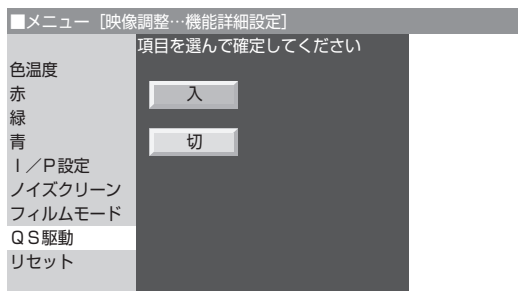 ■メニュー［映像調整…機能詳細設定］
項目を選んで確定してください
色温度
赤
緑
青
Ｉ／Ｐ設定
ノイズクリーン
フィルムモード
ＱＳ駆動
リセット
入
切